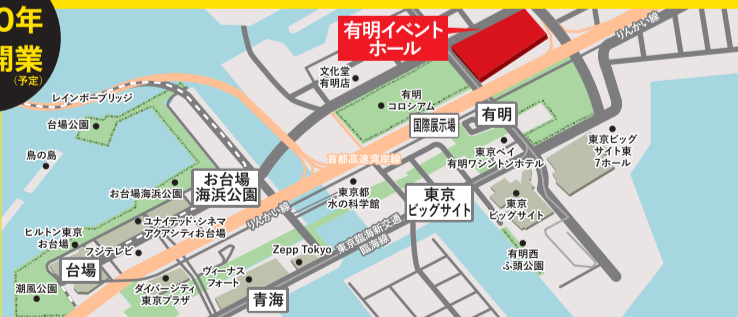 0年
開業
(予定)
有明イベント
ホール
りんかい線
文化堂
有明店
有明
コロシアム
国際展示場
有明
レインボーブリッジ
台場公園
鳥の島
首都高速湾岸線
東京ベイ
有明ワシントンホテル
東京ビッグ
サイト東
7ホール
お台場
海浜公園
お台場海浜公園
東京都
水の科学館
東京
ビッグサイト
東京
ビッグサイト
りんかい線
ユナイテッド・シネマ
アクアシティお台場
ヒルトン東京
お台場
フジテレビ
Zepp Tokyo
東京臨海新交通
臨海線
有明西
ふ頭公園
台場
潮風公園
ダイバーシティ
東京プラザ
ヴィーナス
フォート
青海